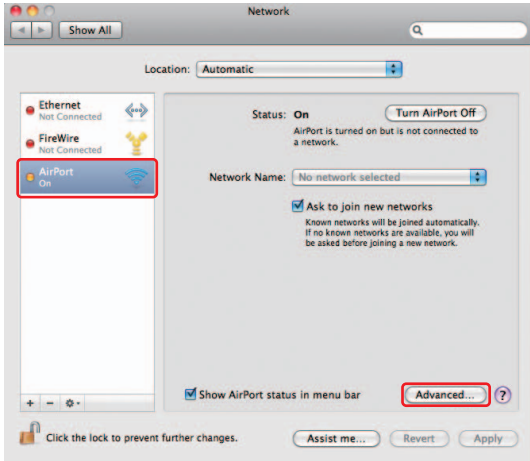 Network
Show All
Location: Automatic
Ethernet
Not Connected
FireWire
Not Connected
AirPort
On
Status: On
Turn AirPort Off
AirPort is turned on but is not connected to
a network.
Network Name: No network selected
Ask to join new networks
Known networks will be joined automatically.
If no known networks are available, you will
be asked before joining a new network.
Show AirPort status in menu bar
Advanced...
?
Click the lock to prevent further changes.
Assist me...
Revert
Apply